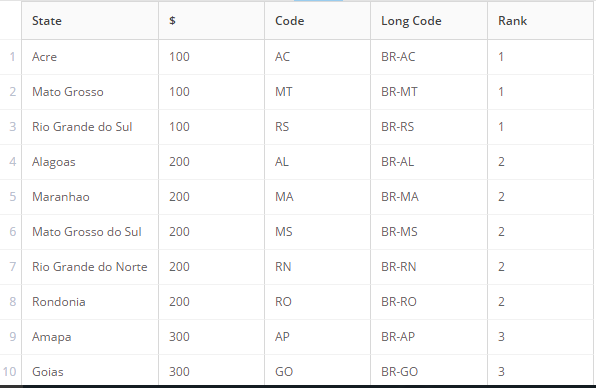 State $ Code Long Code Rank
1 Acre 100 AC BR-AC 1
2 Mato Grosso 100 MT BR-MT 1
3 Rio Grande do Sul 100 RS BR-RS 1
4 Alagoas 200 AL BR-AL 2
5 Maranhao 200 MA BR-MA 2
6 Mato Grosso do Sul 200 MS BR-MS 2
7 Rio Grande do Norte 200 RN BR-RN 2
8 Rondonia 200 RO BR-RO 2
9 Amapa 300 AP BR-AP 3
10 Goias 300 GO BR-GO 3